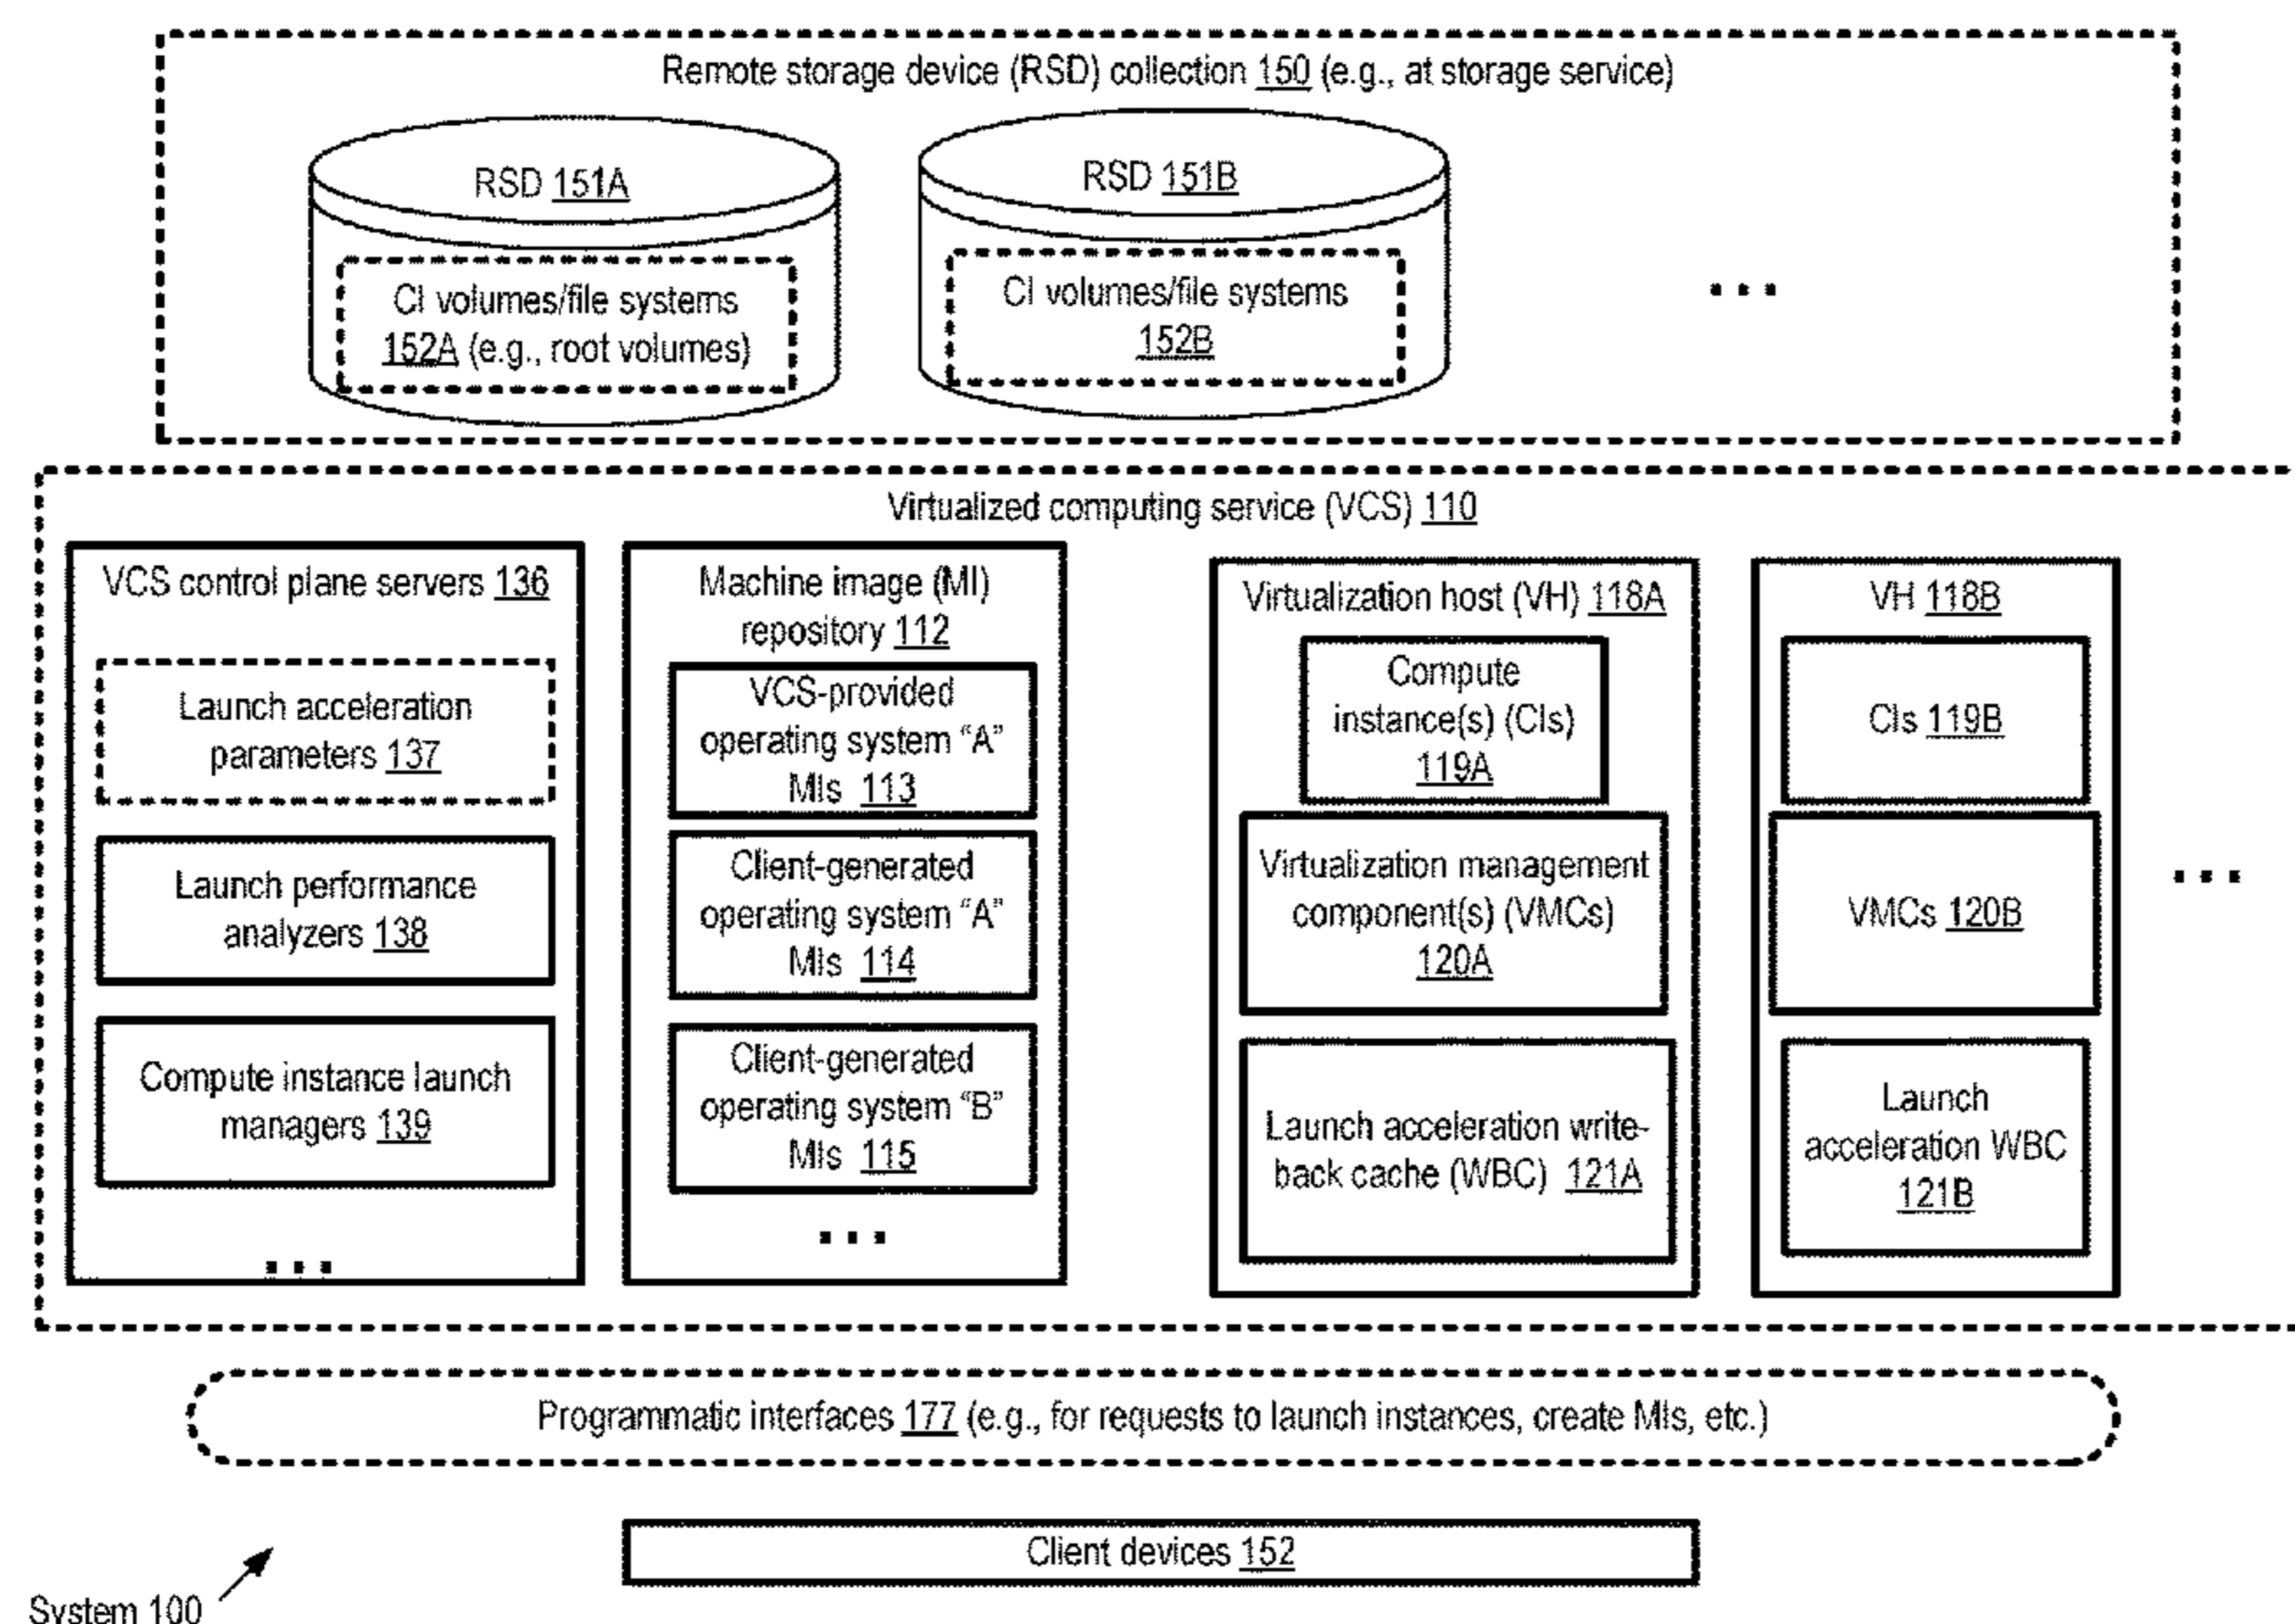 Remote storage device (RSD) collection 150 (e.g., at storage service)
RSD 151A
CI volumes/file systems
152A (e.g., root volumes)
RSD 151B
CI volumes/file systems
152B
...
Virtualized computing service (VCS) 110
VCS control plane servers 136
Launch acceleration
parameters 137
Launch performance
analyzers 138
Compute instance launch
managers 139
...
Machine image (MI)
repository 112
VCS-provided
operating system “A”
MIs 113
Client-generated
operating system “A”
MIs 114
Client-generated
operating system “B”
MIs 115
...
Virtualization host (VH) 118A
Compute
instance(s) (CIs)
119A
Virtualization management
component(s) (VMCs)
120A
Launch acceleration write-
back cache (WBC) 121A
VH 118B
CIs 119B
VMCs 120B
Launch
acceleration WBC
121B
...
Programmatic interfaces 177 (e.g., for requests to launch instances, create MIs, etc.)
Client devices 152
System 100